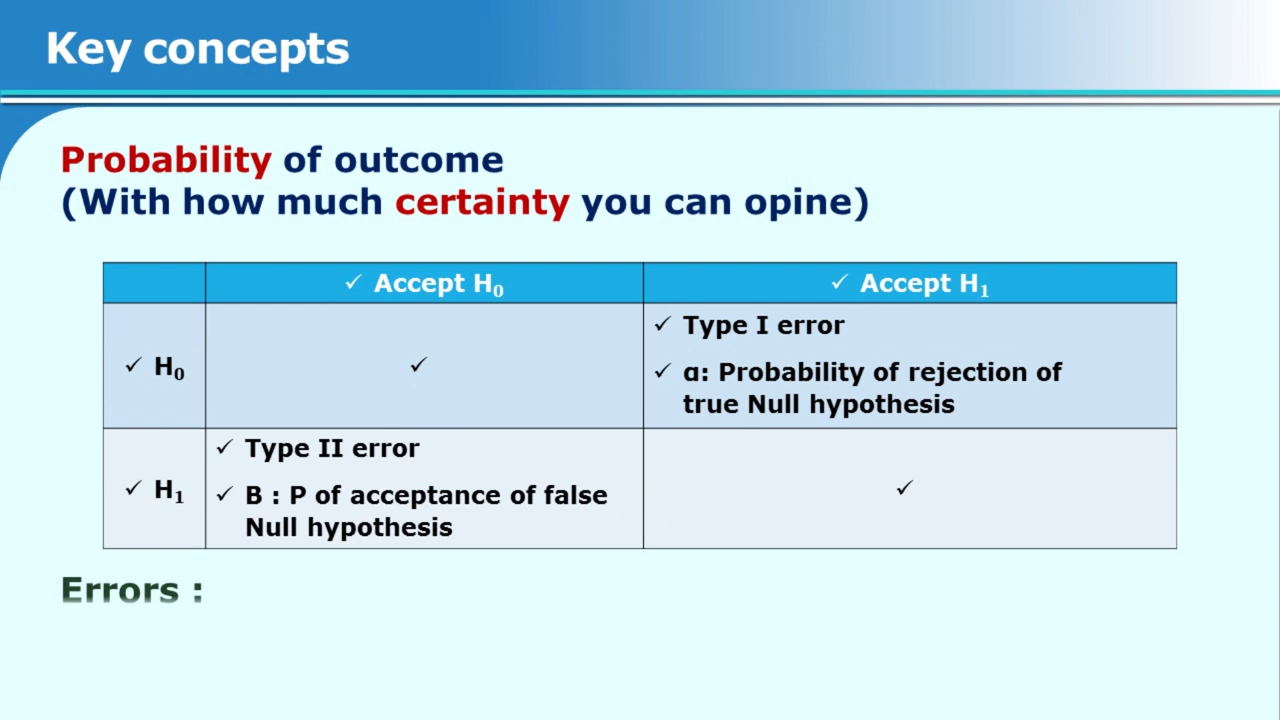 Key concepts
Probability of outcome
(With how much certainty you can opine)
✓ Accept H₀
✓ Accept H₁
✓ H₀
✓
✓ Type I error
✓ α: Probability of rejection of
true Null hypothesis
✓ H₁
✓ Type II error
✓ B : P of acceptance of false
Null hypothesis
✓
Errors :